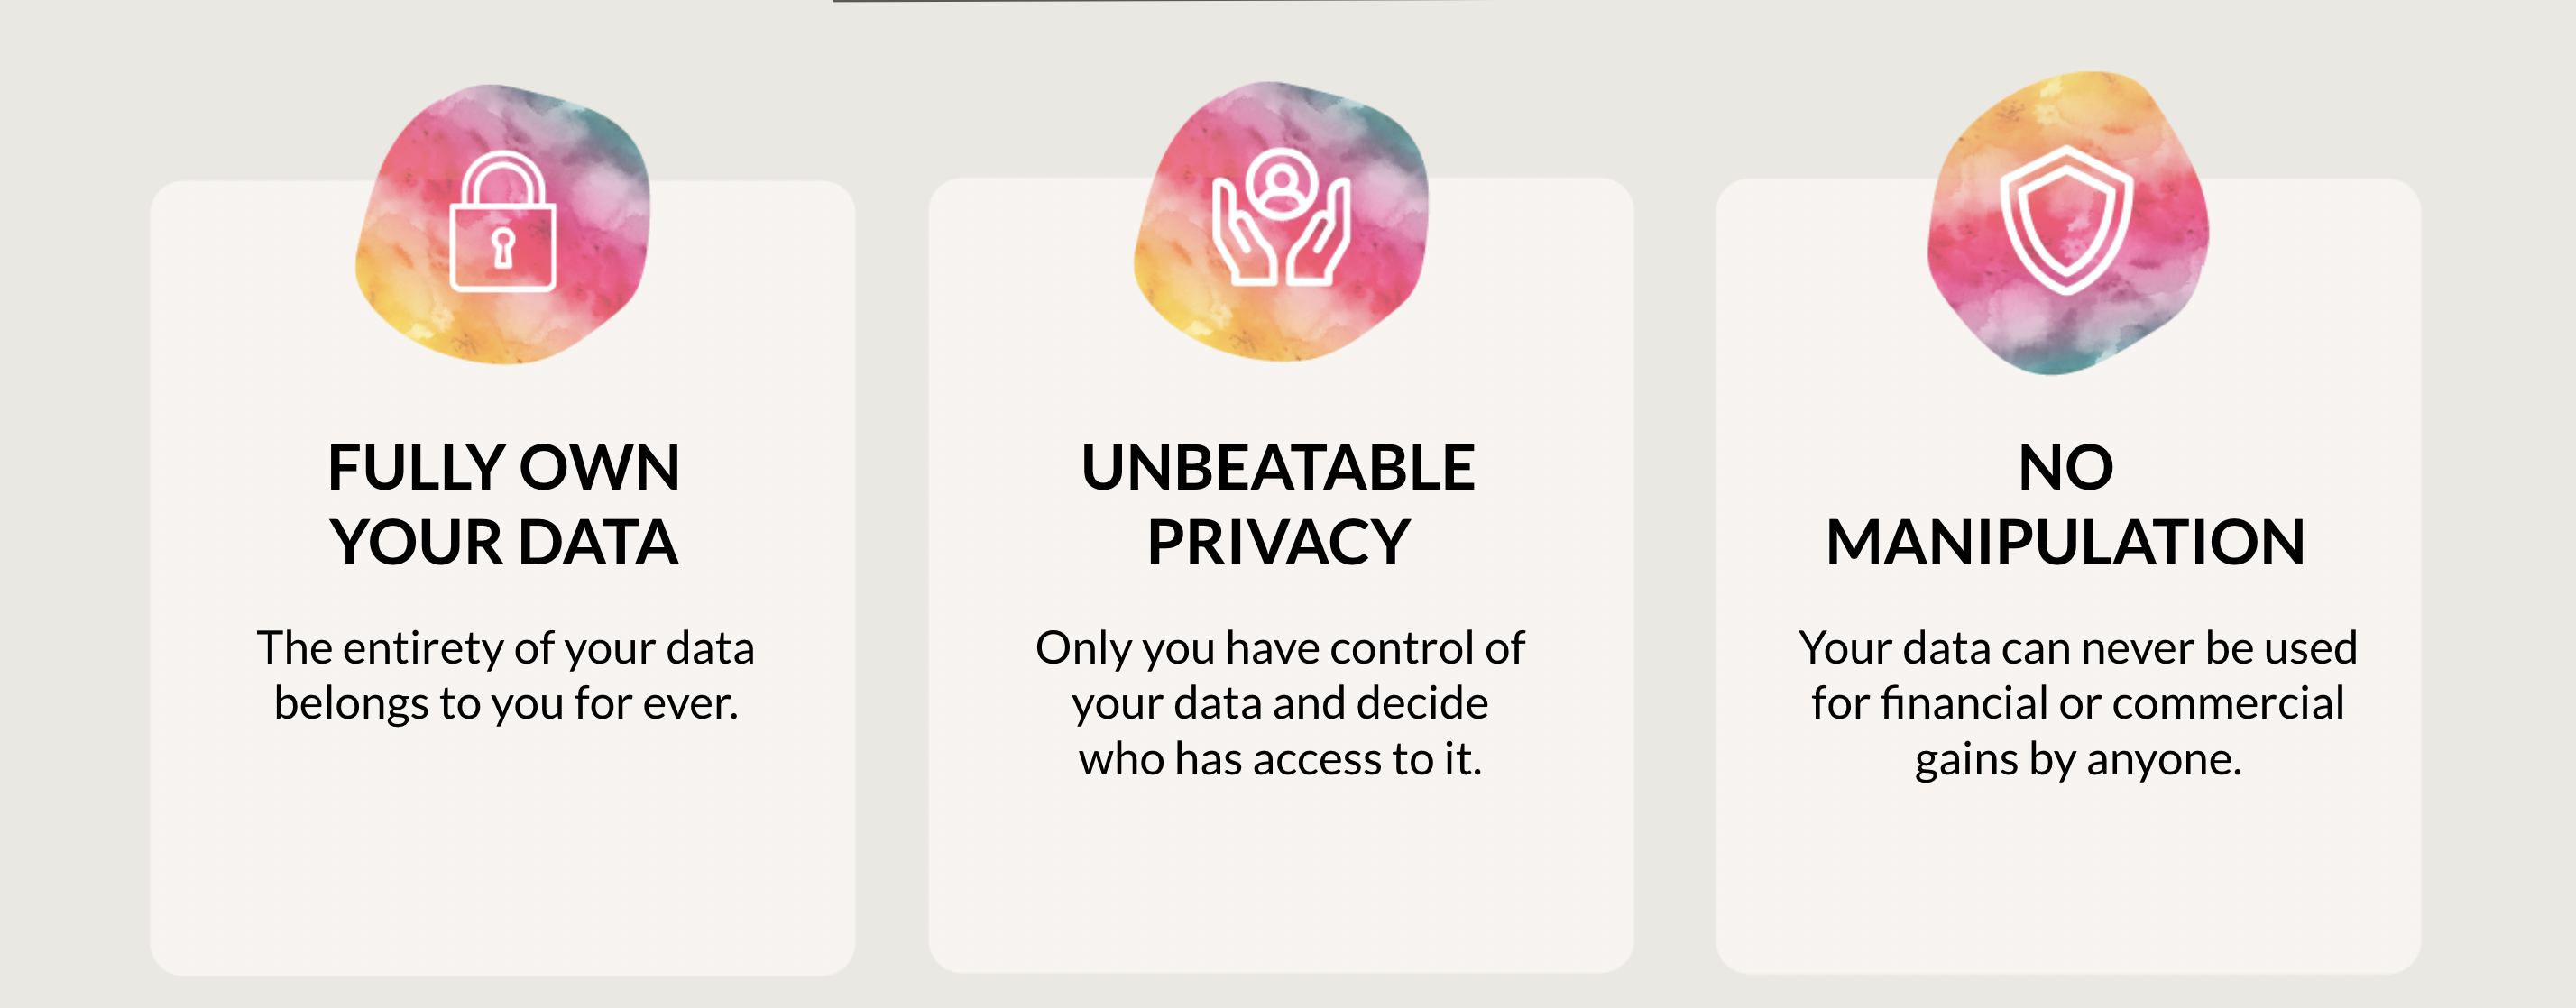 FULLY OWN
YOUR DATA
The entirety of your data
belongs to you for ever.
UNBEATABLE
PRIVACY
Only you have control of
your data and decide
who has access to it.
NO
MANIPULATION
Your data can never be used
for financial or commercial
gains by anyone.